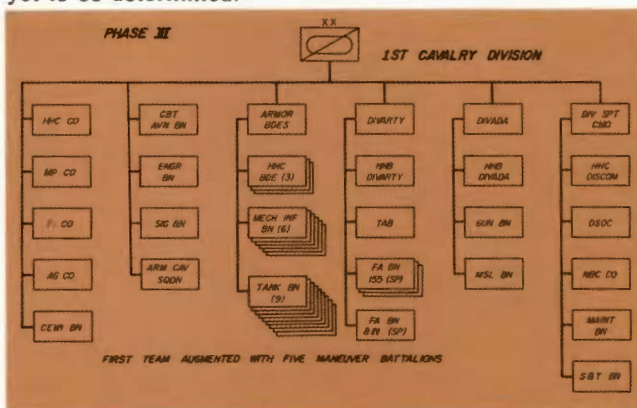 yet to be determined.
PHASE III
XX
1ST CAVALRY DIVISION
HHC CO
MP CO
CO
AG CO
CEWI BN
CBT
AVN BN
ENGR
BN
SIG BN
ARM CAV
SQDN
ARMOR
BDES
HHC
BDE (3)
MECH INF
BN (6)
TANK BN
(9)
DIVARTY
HHB
DIVARTY
TAB
FA BN
155 (SP)
FA BN
8 IN (SP)
DIVADA
HHB
DIVADA
GUN BN
MSL BN
DIV SPT
CMD
HHC
DISCOM
DSOC
NBC CO
MAINT
BN
S&T BN
FIRST TEAM AUGMENTED WITH FIVE MANEUVER BATTALIONS